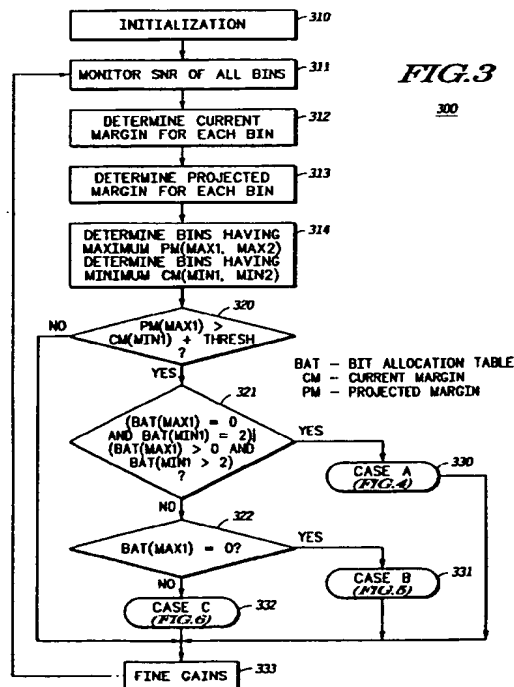 INITIALIZATION
310
MONITOR SNR OF ALL BINS
311
FIG.3
300
DETERMINE CURRENT
MARGIN FOR EACH BIN
312
DETERMINE PROJECTED
MARGIN FOR EACH BIN
313
DETERMINE BINS HAVING
MAXIMUM PM(MAX1, MAX2)
DETERMINE BINS HAVING
MINIMUM CM(MIN1, MIN2)
314
320
NO
PM(MAX1) >
CM(MIN1) + THRESH
?
YES
BAT - BIT ALLOCATION TABLE
CM - CURRENT MARGIN
PM - PROJECTED MARGIN
321
(BAT(MAX1) = 0
AND BAT(MIN1) = 2)|
(BAT(MAX1) > 0 AND
BAT(MIN1 > 2)
?
YES
CASE A
(FIG.4)
330
NO
322
BAT(MAX1) = 0?
YES
CASE B
(FIG.5)
331
NO
CASE C
(FIG.6)
332
FINE GAINS
333